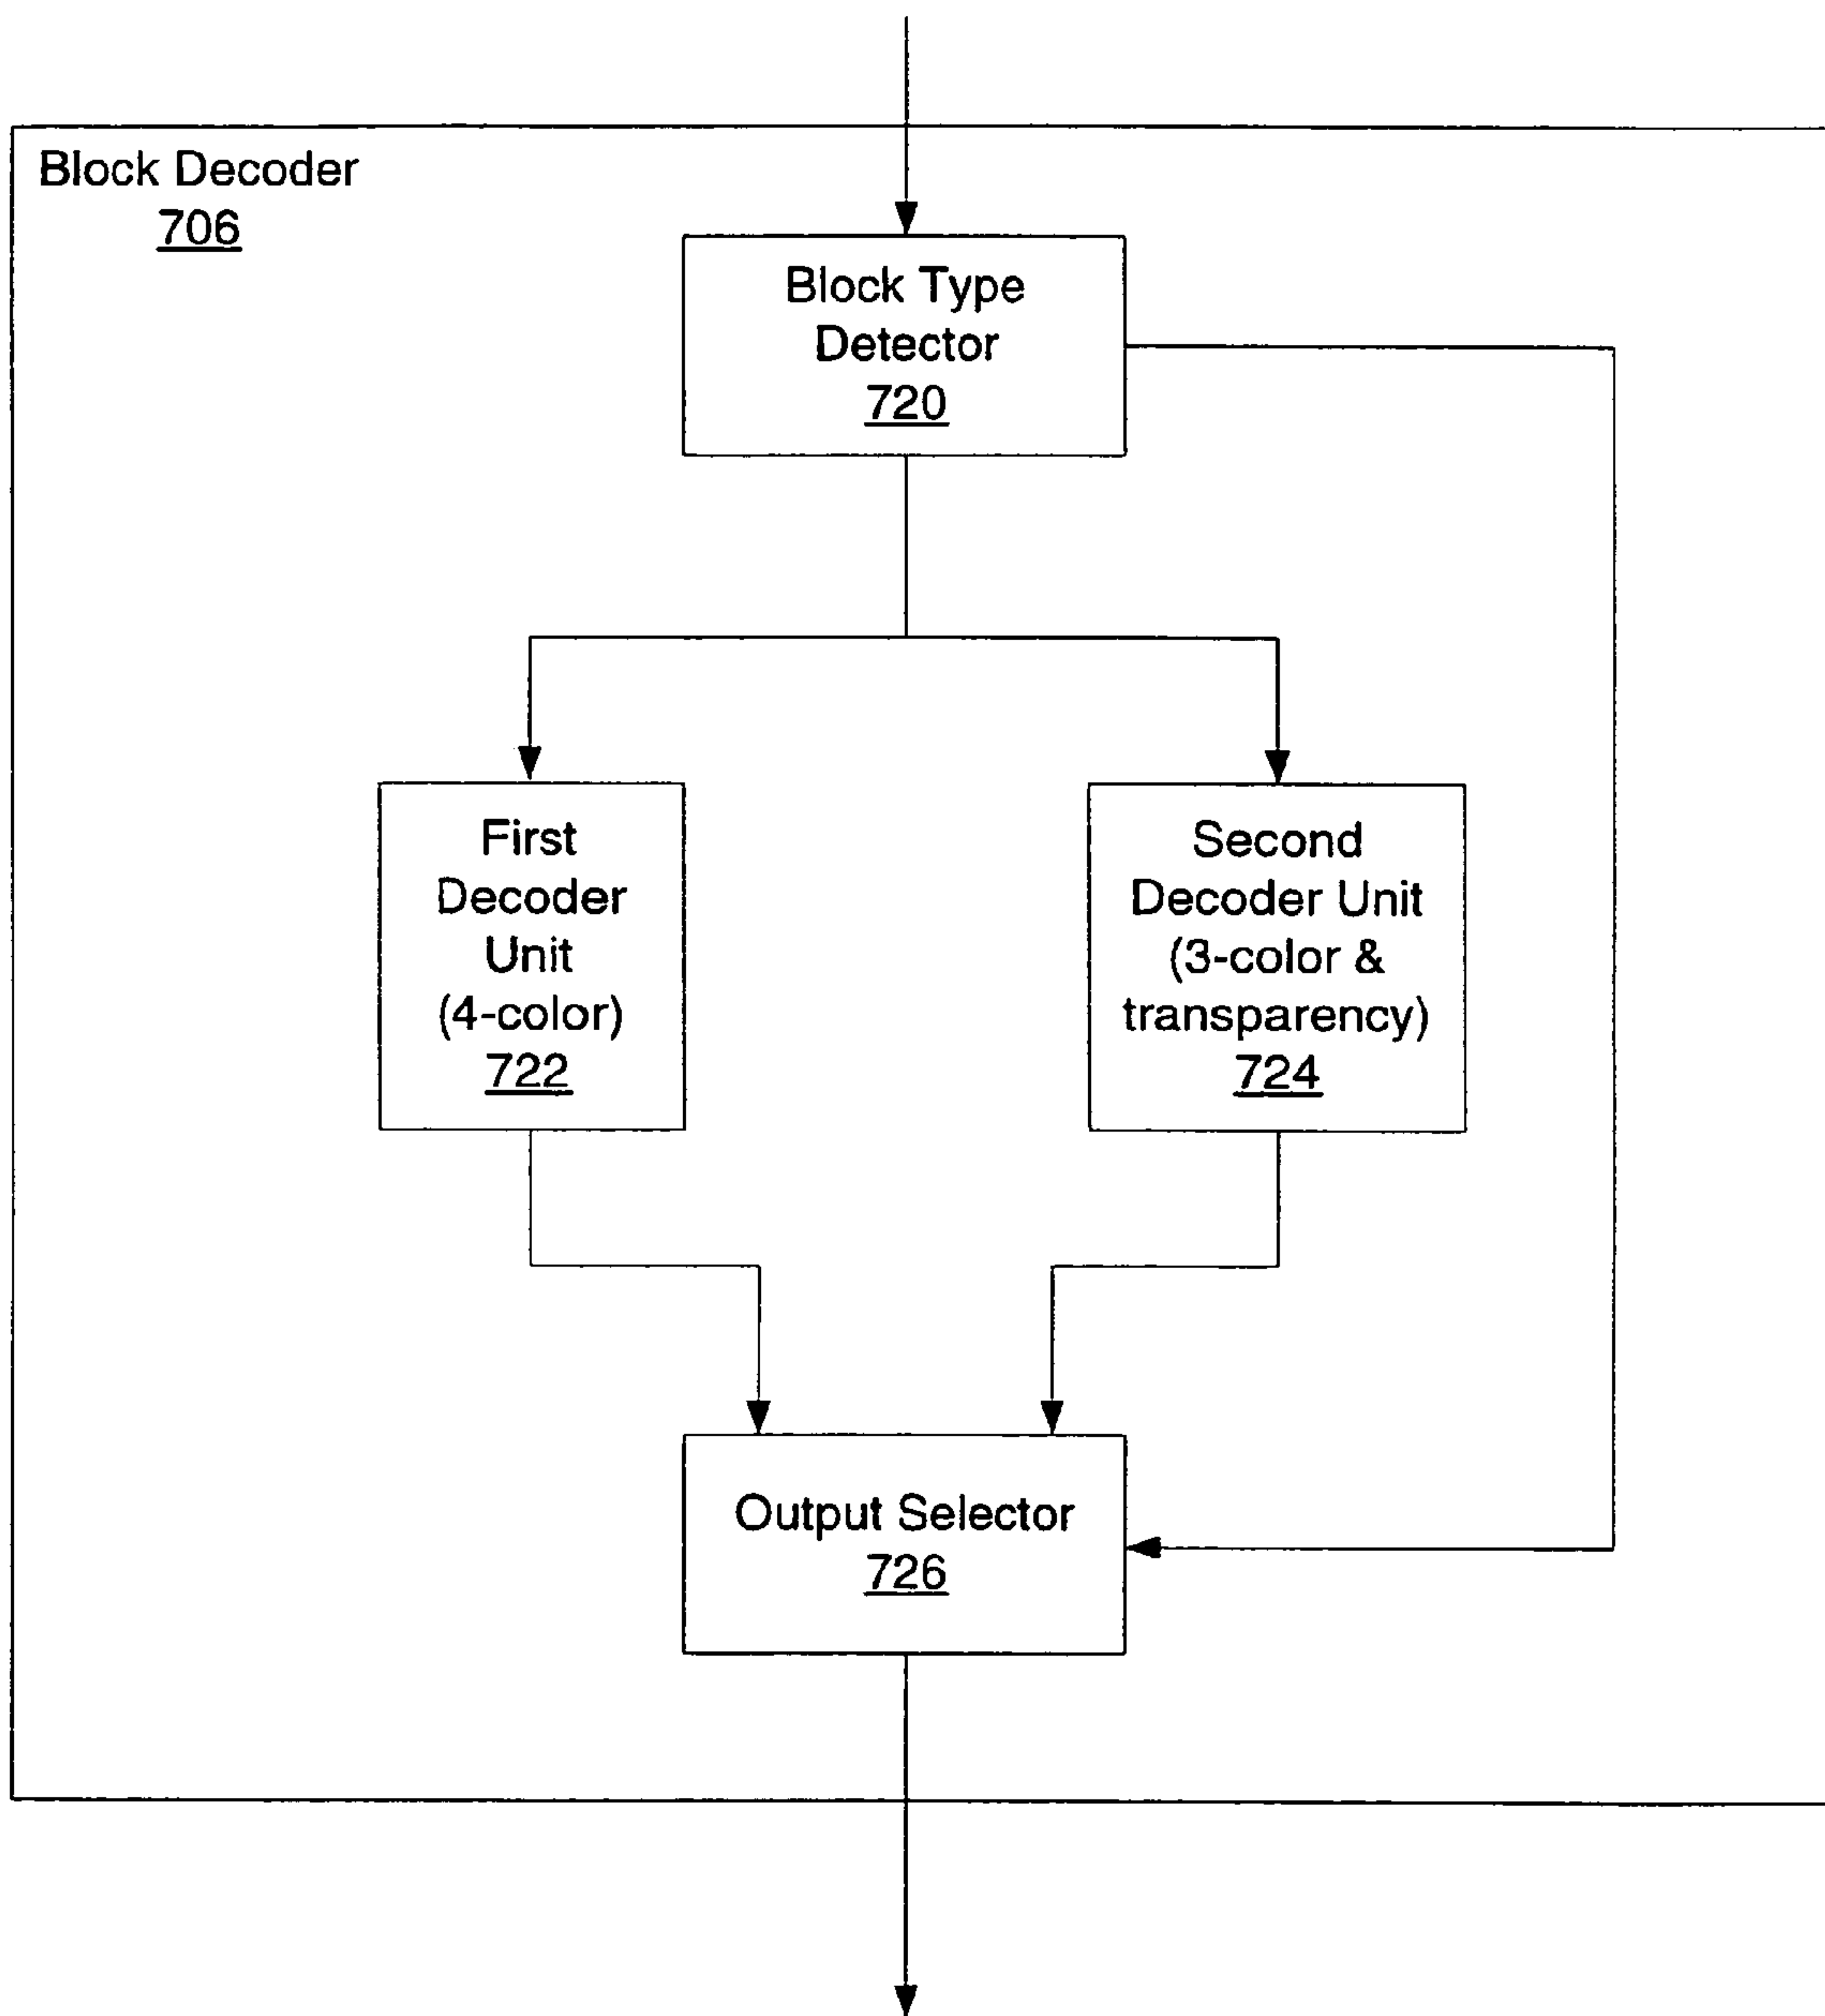 Block Decoder
706
Block Type
Detector
720
First
Decoder
Unit
(4-color)
722
Second
Decoder Unit
(3-color &
transparency)
724
Output Selector
726